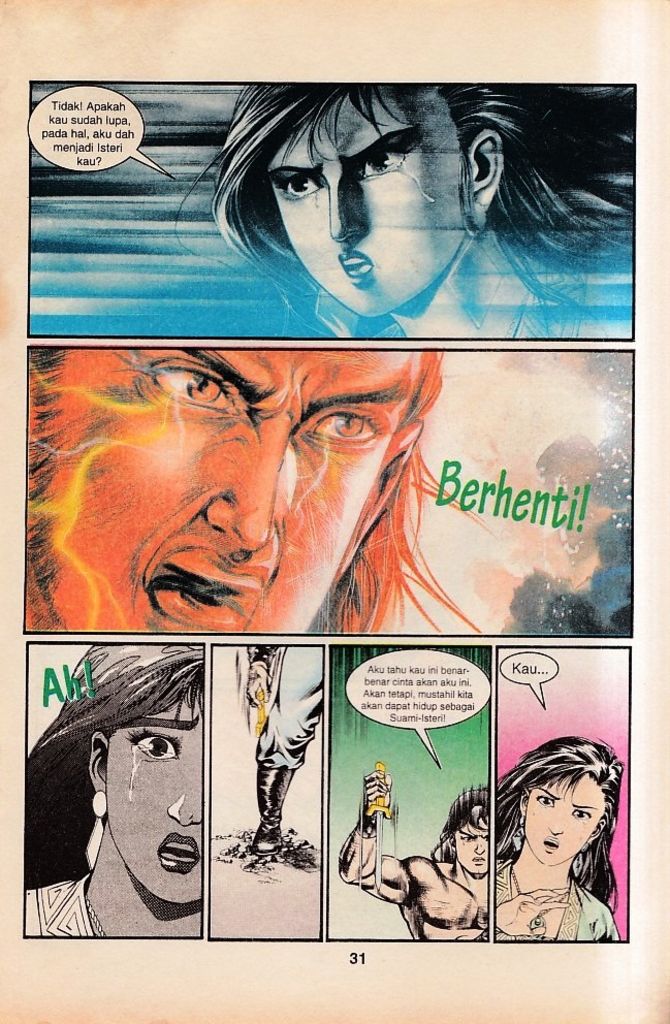 Tidak! Apakah
kau sudah lupa,
pada hal, aku dah
menjadi Isteri
kau?
Berhenti!
Ah!
Aku tahu kau ini benar-
benar cinta akan aku ini.
Akan tetapi, mustahil kita
akan dapat hidup sebagai
Suami-Isteri!
Kau...
31